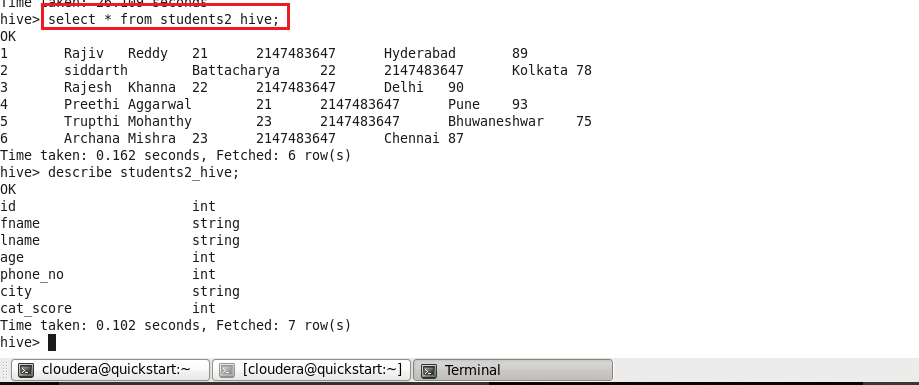 Time taken: 26.109 seconds
hive> select * from students2 hive;
OK
1 Rajiv Reddy 21 2147483647 Hyderabad 89
2 siddarth Battacharya 22 2147483647 Kolkata 78
3 Rajesh Khanna 22 2147483647 Delhi 90
4 Preethi Aggarwal 21 2147483647 Pune 93
5 Trupthi Mohanthy 23 2147483647 Bhuwaneshwar 75
6 Archana Mishra 23 2147483647 Chennai 87
Time taken: 0.162 seconds, Fetched: 6 row(s)
hive> describe students2_hive;
OK
id int
fname string
lname string
age int
phone_no int
city string
cat_score int
Time taken: 0.102 seconds, Fetched: 7 row(s)
hive>
cloudera@quickstart:~ [cloudera@quickstart:~] Terminal